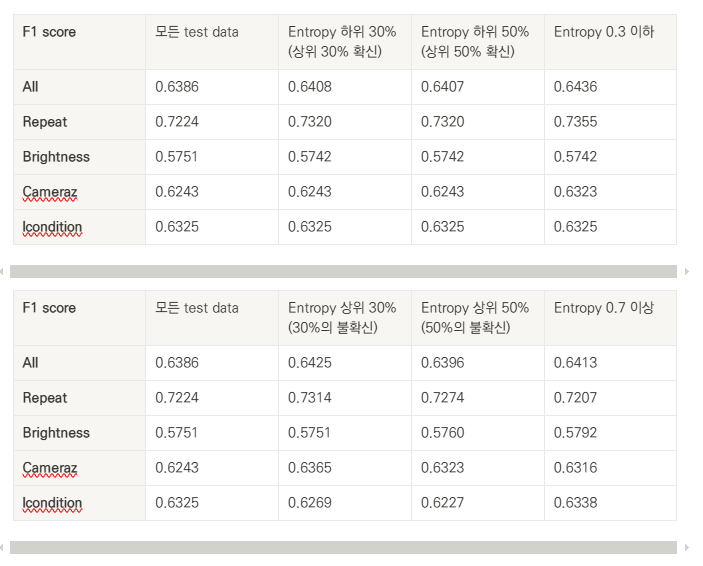 F1 score 모든 test data Entropy 하위 30% Entropy 하위 50% Entropy 0.3 이하
(상위 30% 확신) (상위 50% 확신)
All 0.6386 0.6408 0.6407 0.6436
Repeat 0.7224 0.7320 0.7320 0.7355
Brightness 0.5751 0.5742 0.5742 0.5742
Cameraz 0.6243 0.6243 0.6243 0.6323
Icondition 0.6325 0.6325 0.6325 0.6325
F1 score 모든 test data Entropy 상위 30% Entropy 상위 50% Entropy 0.7 이상
(30%의 불확신) (50%의 불확신)
All 0.6386 0.6425 0.6396 0.6413
Repeat 0.7224 0.7314 0.7274 0.7207
Brightness 0.5751 0.5751 0.5760 0.5792
Cameraz 0.6243 0.6365 0.6323 0.6316
Icondition 0.6325 0.6269 0.6227 0.6338